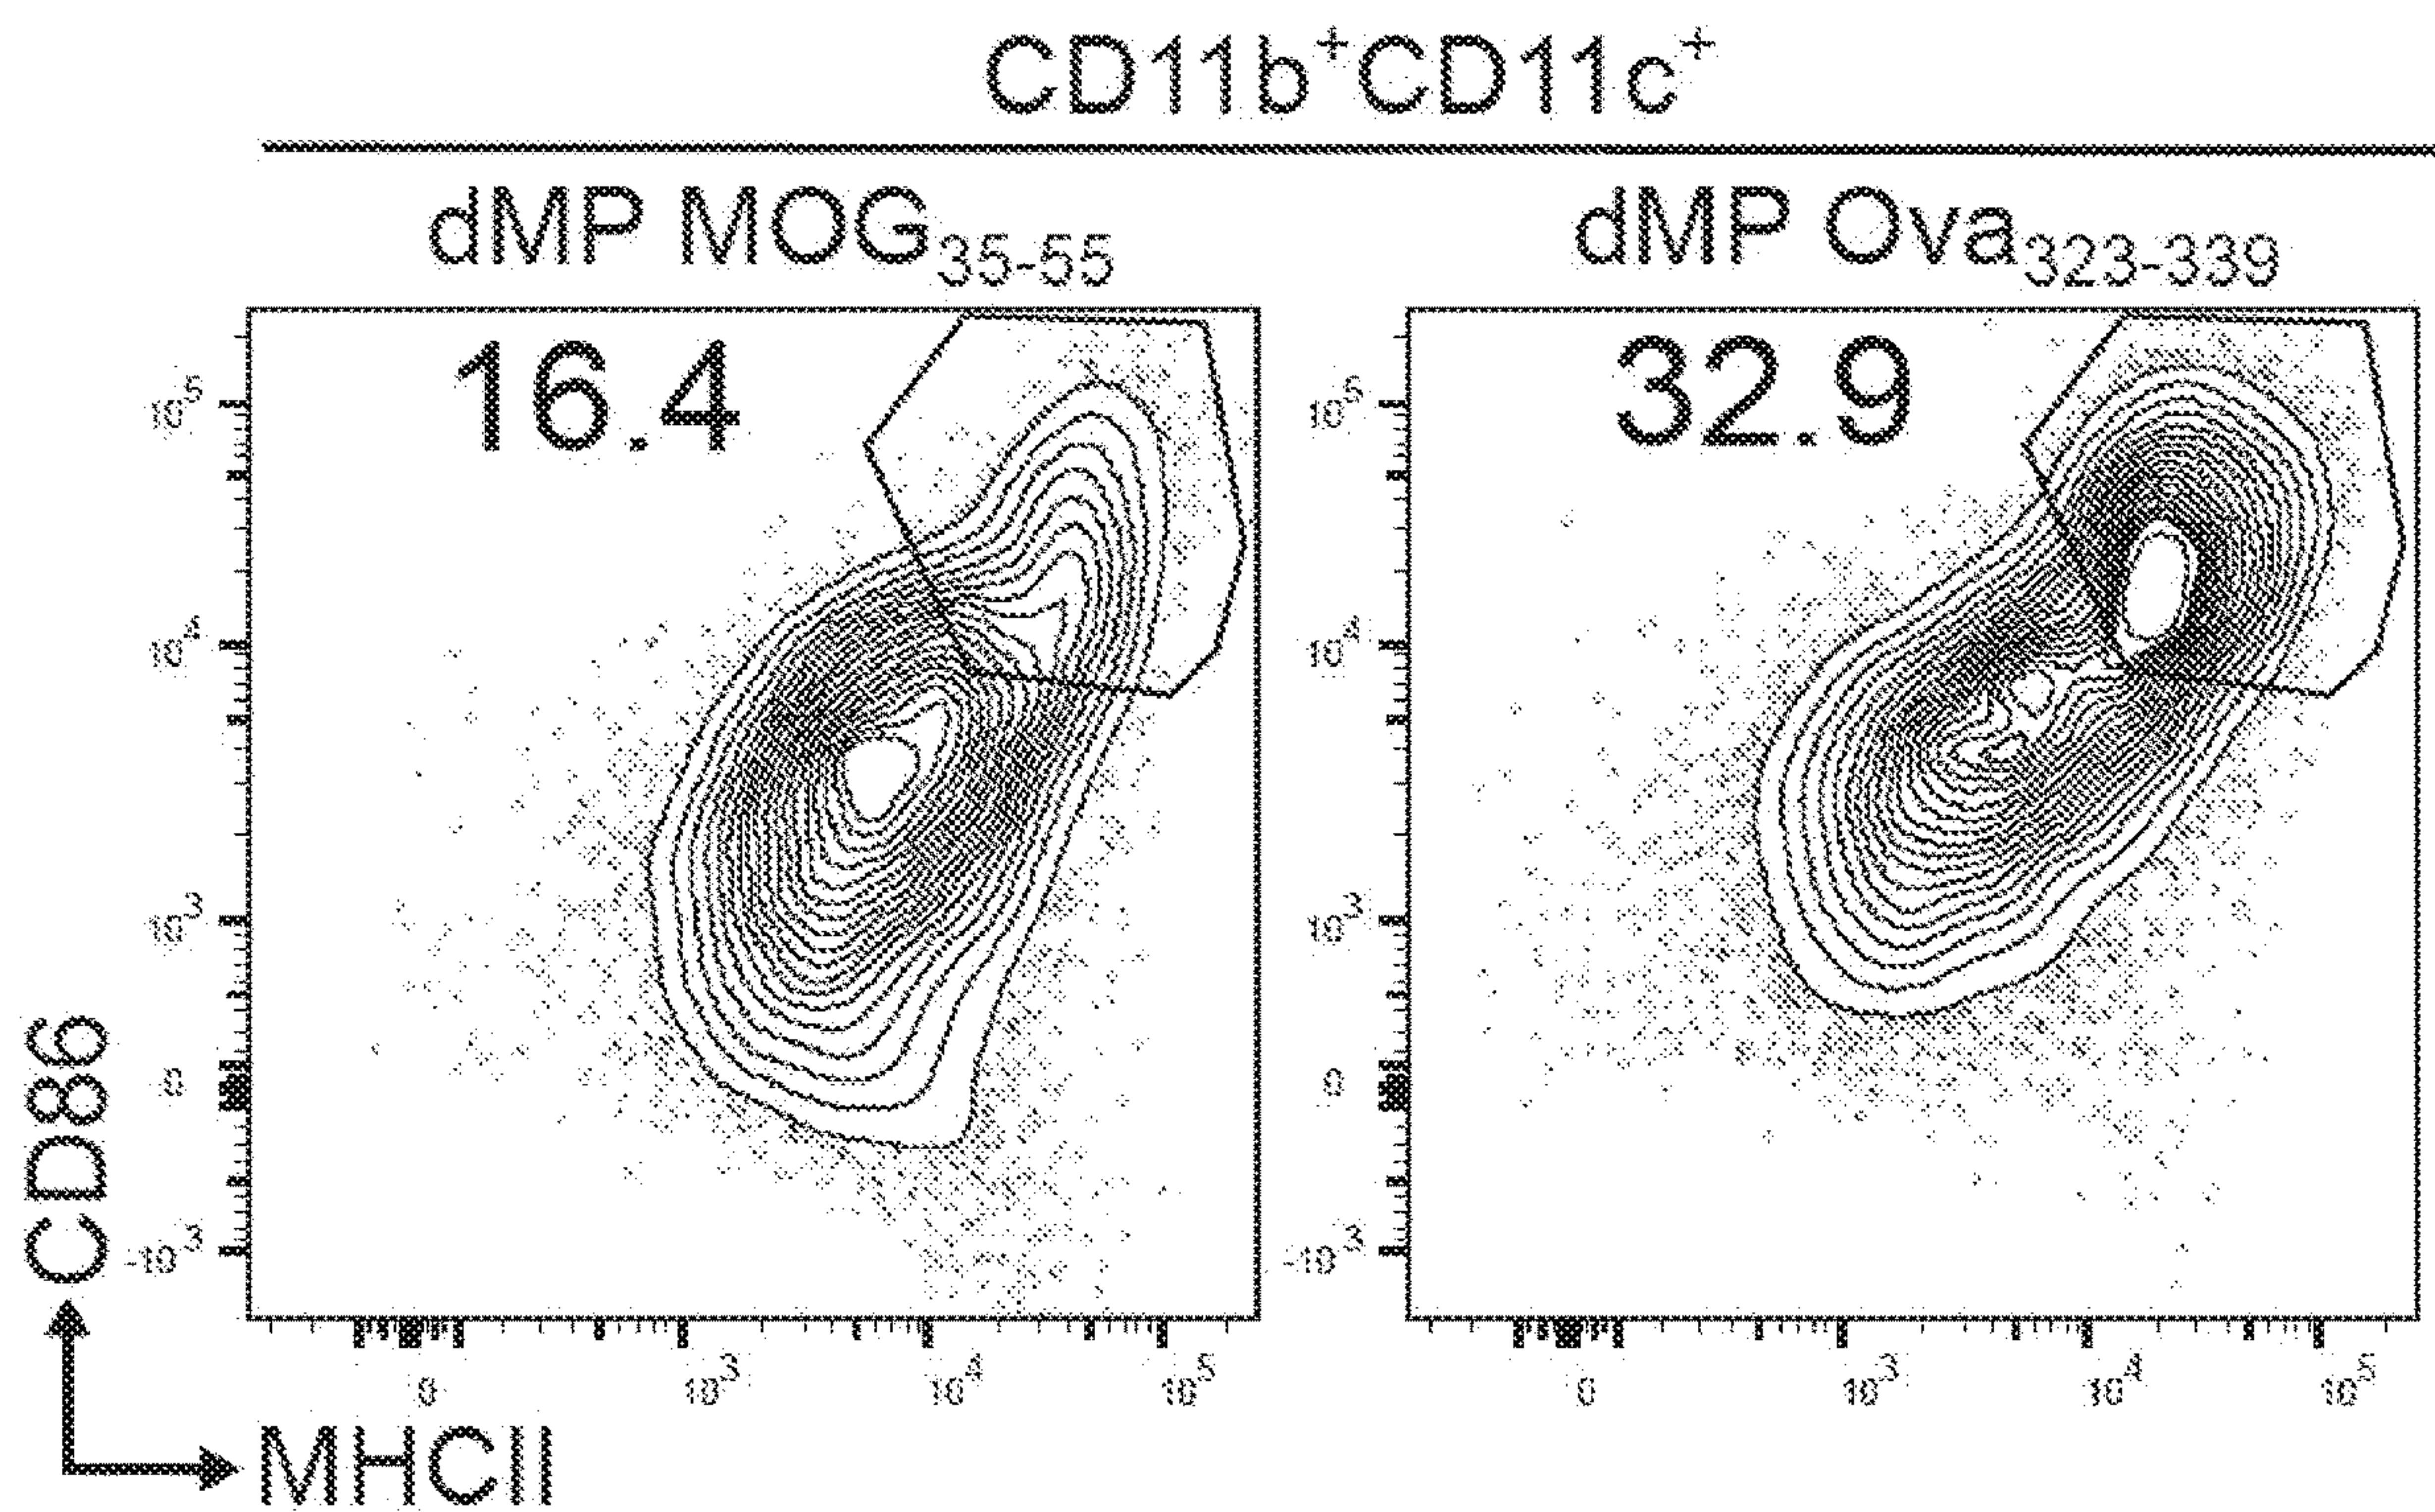 CD11b⁺CD11c⁺
dMP MOG₃₅₋₅₅ dMP Ova₃₂₃₋₃₃₉
16.4 32.9
10⁵ 10⁵
10⁴ 10⁴
10³ 10³
0 0
-10³ -10³
0 10³ 10⁴ 10⁵ 0 10³ 10⁴ 10⁵
CD86
MHCII